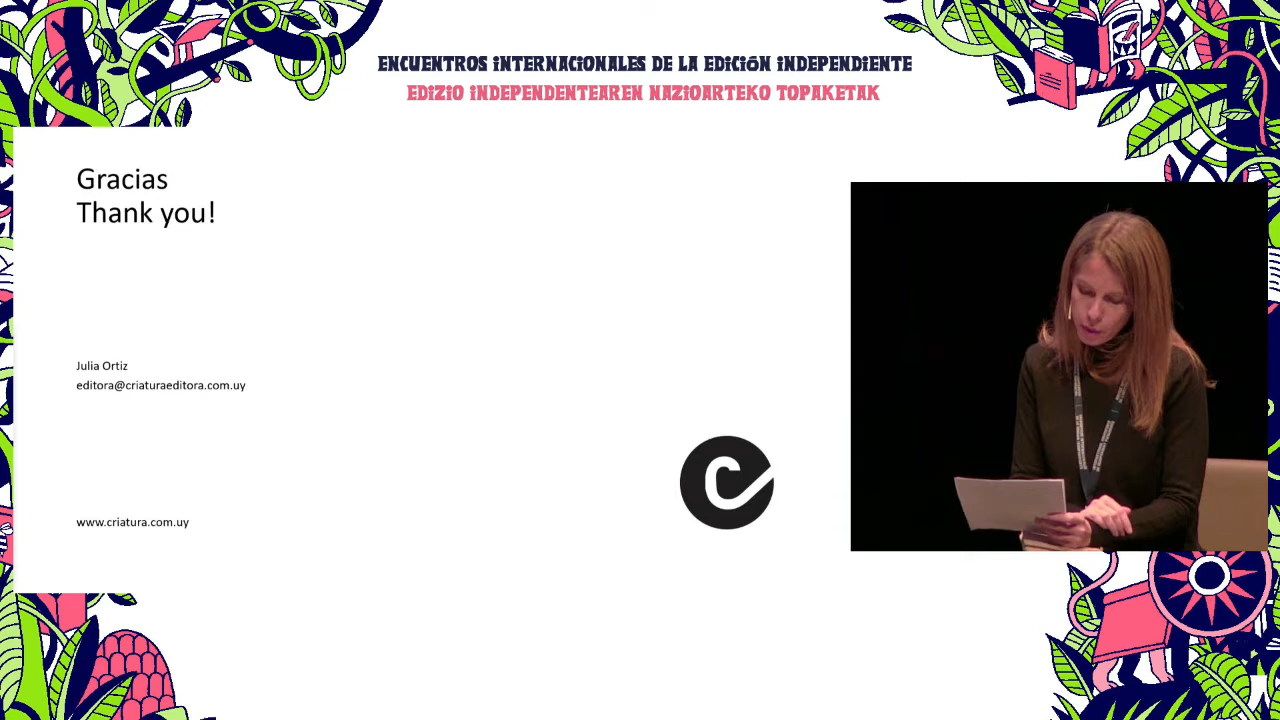 ENCUENTROS INTERNACIONALES DE LA EDICIÓN INDEPENDIENTE
EDIZIO INDEPENDENTEAREN NAZIOARTEKO TOPAKETAK
Gracias
Thank you!
Julia Ortiz
editora@criaturaeditora.com.uy
www.criatura.com.uy